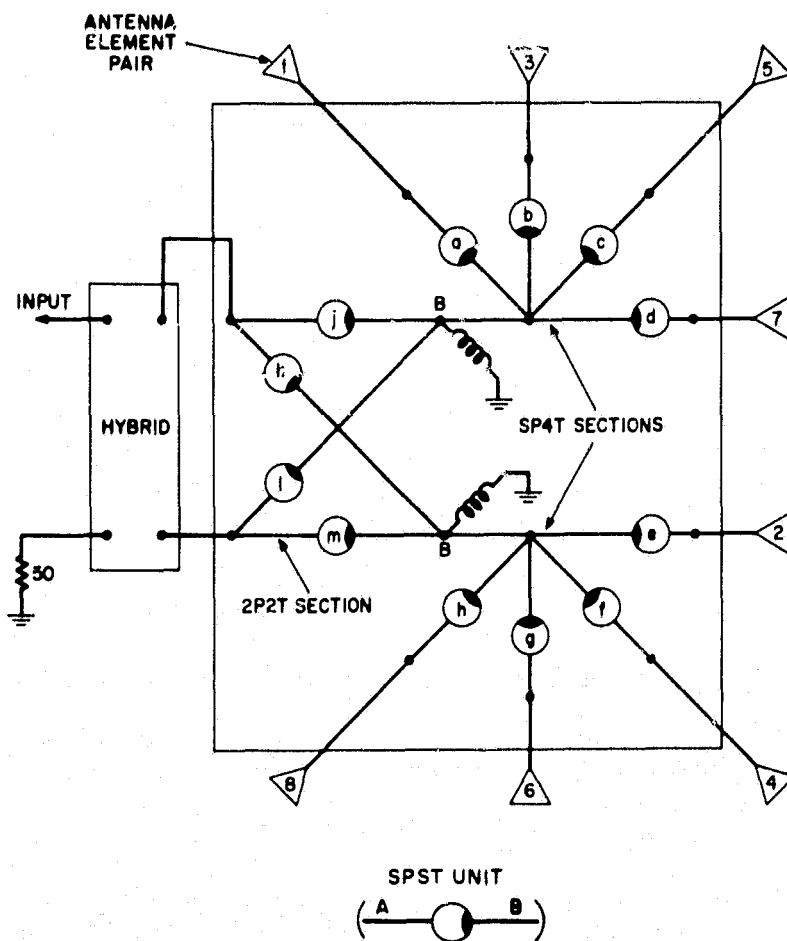 ANTENNA
ELEMENT
PAIR
1
3
5
b
a
c
INPUT
B
j
d
7
HYBRID
SP4T SECTIONS
l
m
B
e
2
50
2P2T SECTION
h
g
f
8
6
4
SPST UNIT
A
B